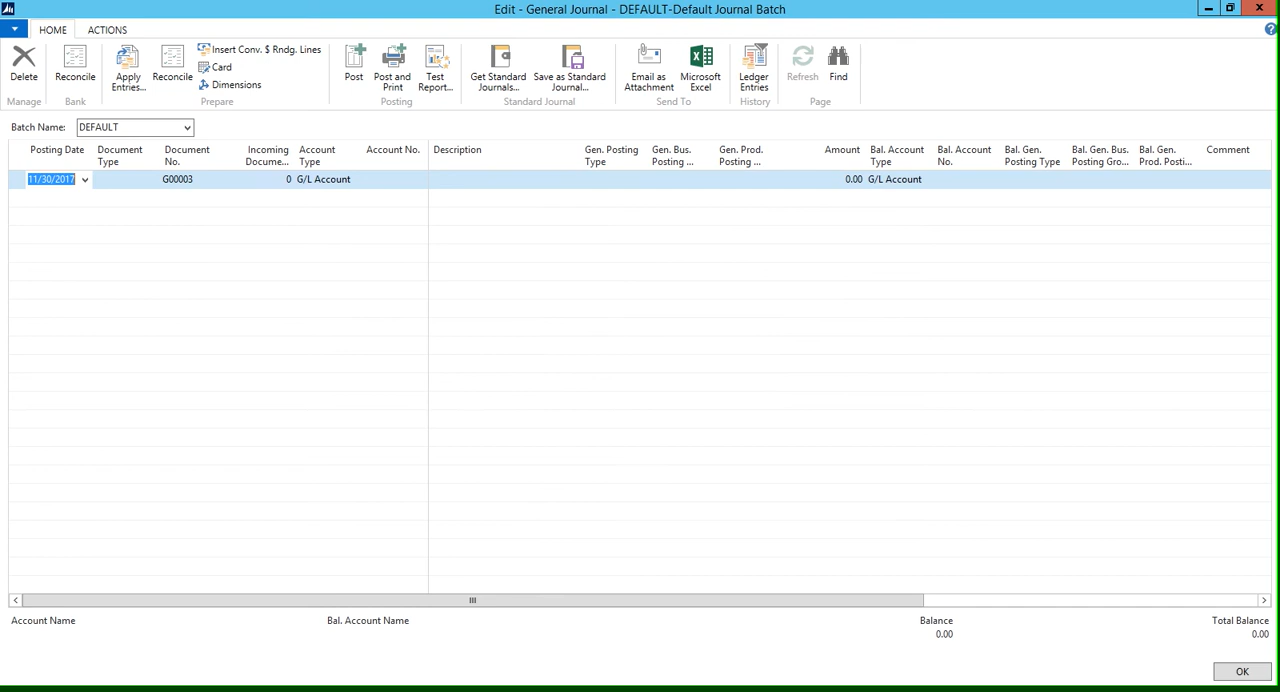 Edit - General Journal - DEFAULT-Default Journal Batch
HOME ACTIONS
Delete
Manage
Reconcile
Bank
Apply
Entries...
Reconcile
Insert Conv. $ Rndg. Lines
Card
Dimensions
Prepare
Post
Post and
Print
Test
Report...
Posting
Get Standard
Journals...
Save as Standard
Journal...
Standard Journal
Email as
Attachment
Microsoft
Excel
Send To
Ledger
Entries
History
Refresh
Find
Page
Batch Name: DEFAULT
Posting Date
Document
Type
Document
No.
Incoming
Docume...
Account
Type
Account No.
Description
Gen. Posting
Type
Gen. Bus.
Posting ...
Gen. Prod.
Posting ...
Amount
Bal. Account
Type
Bal. Account
No.
Bal. Gen.
Posting Type
Bal. Gen. Bus.
Posting Gro...
Bal. Gen.
Prod. Posti...
Comment
11/30/2017 G00003 0 G/L Account 0.00 G/L Account
Account Name Bal. Account Name Balance Total Balance
0.00 0.00
OK